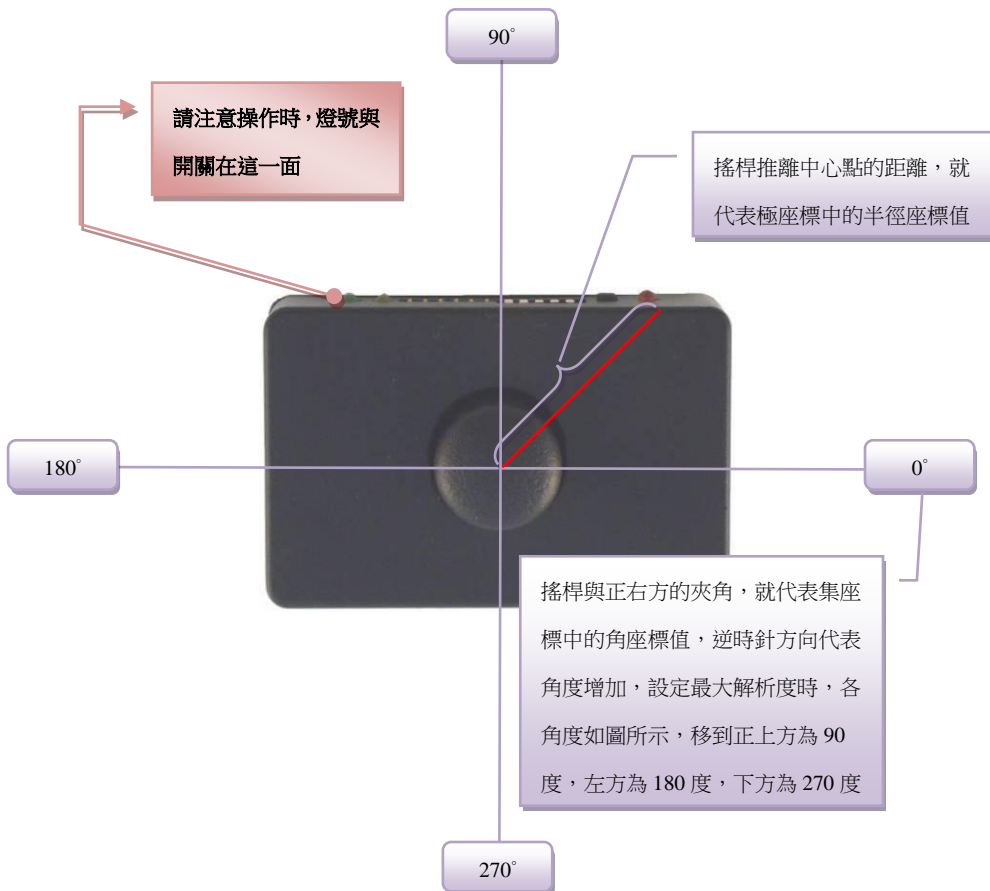 90°
請注意操作時，燈號與
開關在這一面
搖桿推離中心點的距離，就
代表極座標中的半徑座標值
180°
0°
搖桿與正右方的夾角，就代表集座
標中的角座標值，逆時針方向代表
角度增加，設定最大解析度時，各
角度如圖所示，移到正上方為 90
度，左方為 180 度，下方為 270 度
270°